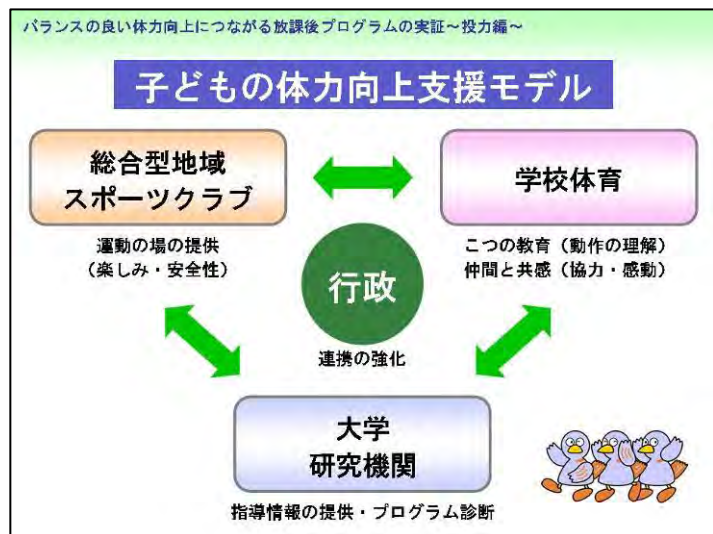 バランスの良い体力向上につながる放課後プログラムの実証～投力編～
子どもの体力向上支援モデル
総合型地域
スポーツクラブ
運動の場の提供
（楽しみ・安全性）
学校体育
こつの教育（動作の理解）
仲間と共感（協力・感動）
行政
連携の強化
大学
研究機関
指導情報の提供・プログラム診断